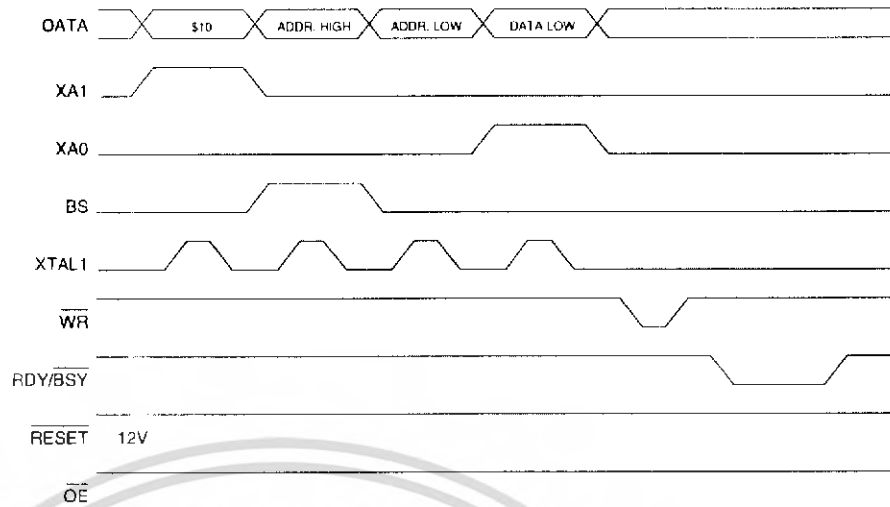 OATA $10 ADDR. HIGH ADDR. LOW DATA LOW
XA1
XA0
BS
XTAL1
WR
RDY/BSY
RESET 12V
OE